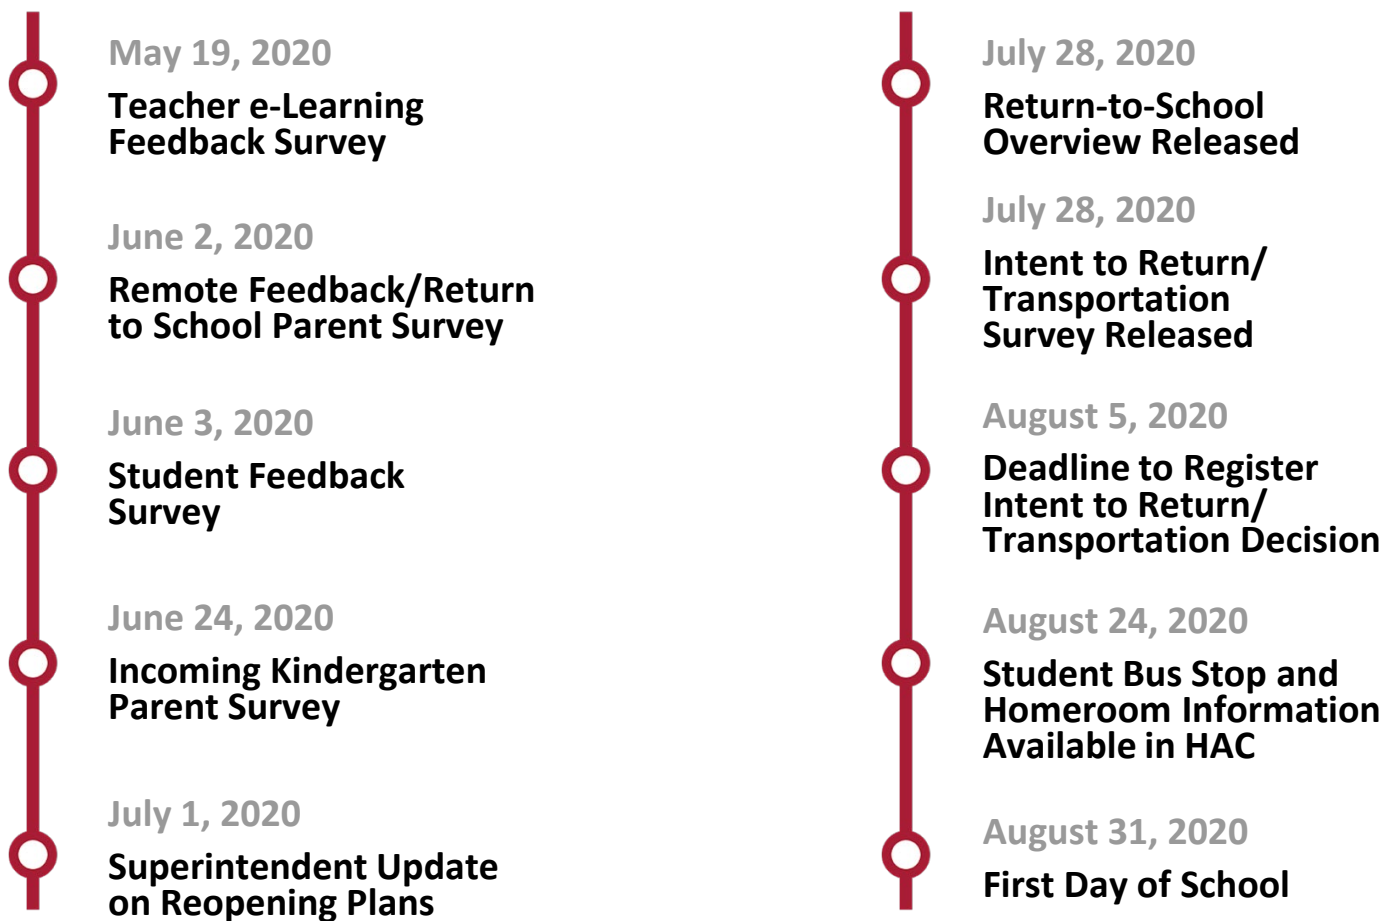 May 19, 2020
Teacher e-Learning
Feedback Survey
June 2, 2020
Remote Feedback/Return
to School Parent Survey
June 3, 2020
Student Feedback
Survey
June 24, 2020
Incoming Kindergarten
Parent Survey
July 1, 2020
Superintendent Update
on Reopening Plans
July 28, 2020
Return-to-School
Overview Released
July 28, 2020
Intent to Return/
Transportation
Survey Released
August 5, 2020
Deadline to Register
Intent to Return/
Transportation Decision
August 24, 2020
Student Bus Stop and
Homeroom Information
Available in HAC
August 31, 2020
First Day of School